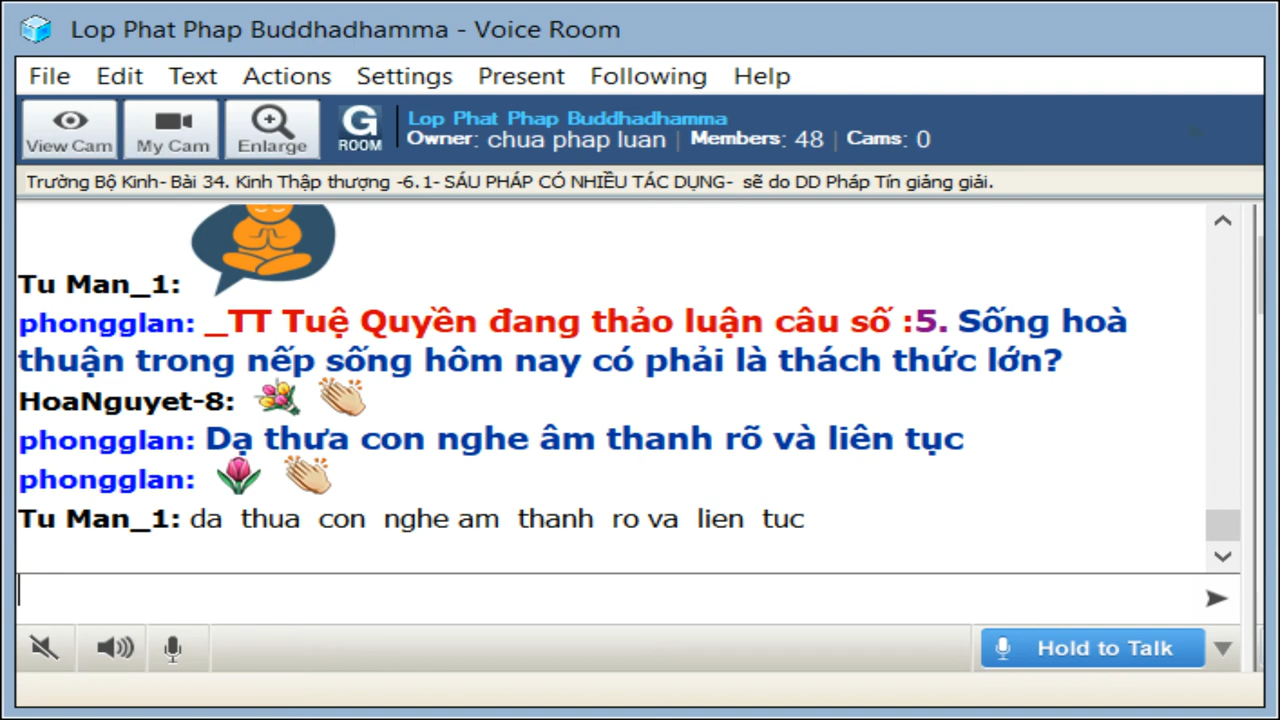 Lop Phat Phap Buddhadhamma - Voice Room
File Edit Text Actions Settings Present Following Help
View Cam My Cam Enlarge G ROOM Lop Phat Phap Buddhadhamma
Owner: chua phap luan | Members: 48 | Cams: 0
Trường Bộ Kinh- Bài 34. Kinh Thập thượng -6.1- SÁU PHÁP CÓ NHIỀU TÁC DỤNG- sẽ do DD Pháp Tín giảng giải.
Tu Man_1:
phongglan: _TT Tuệ Quyền đang thảo luận câu số :5. Sống hoà
thuận trong nếp sống hôm nay có phải là thách thức lớn?
HoaNguyet-8:
phongglan: Dạ thưa con nghe âm thanh rõ và liên tục
phongglan:
Tu Man_1: da thua con nghe am thanh ro va lien tuc
Hold to Talk